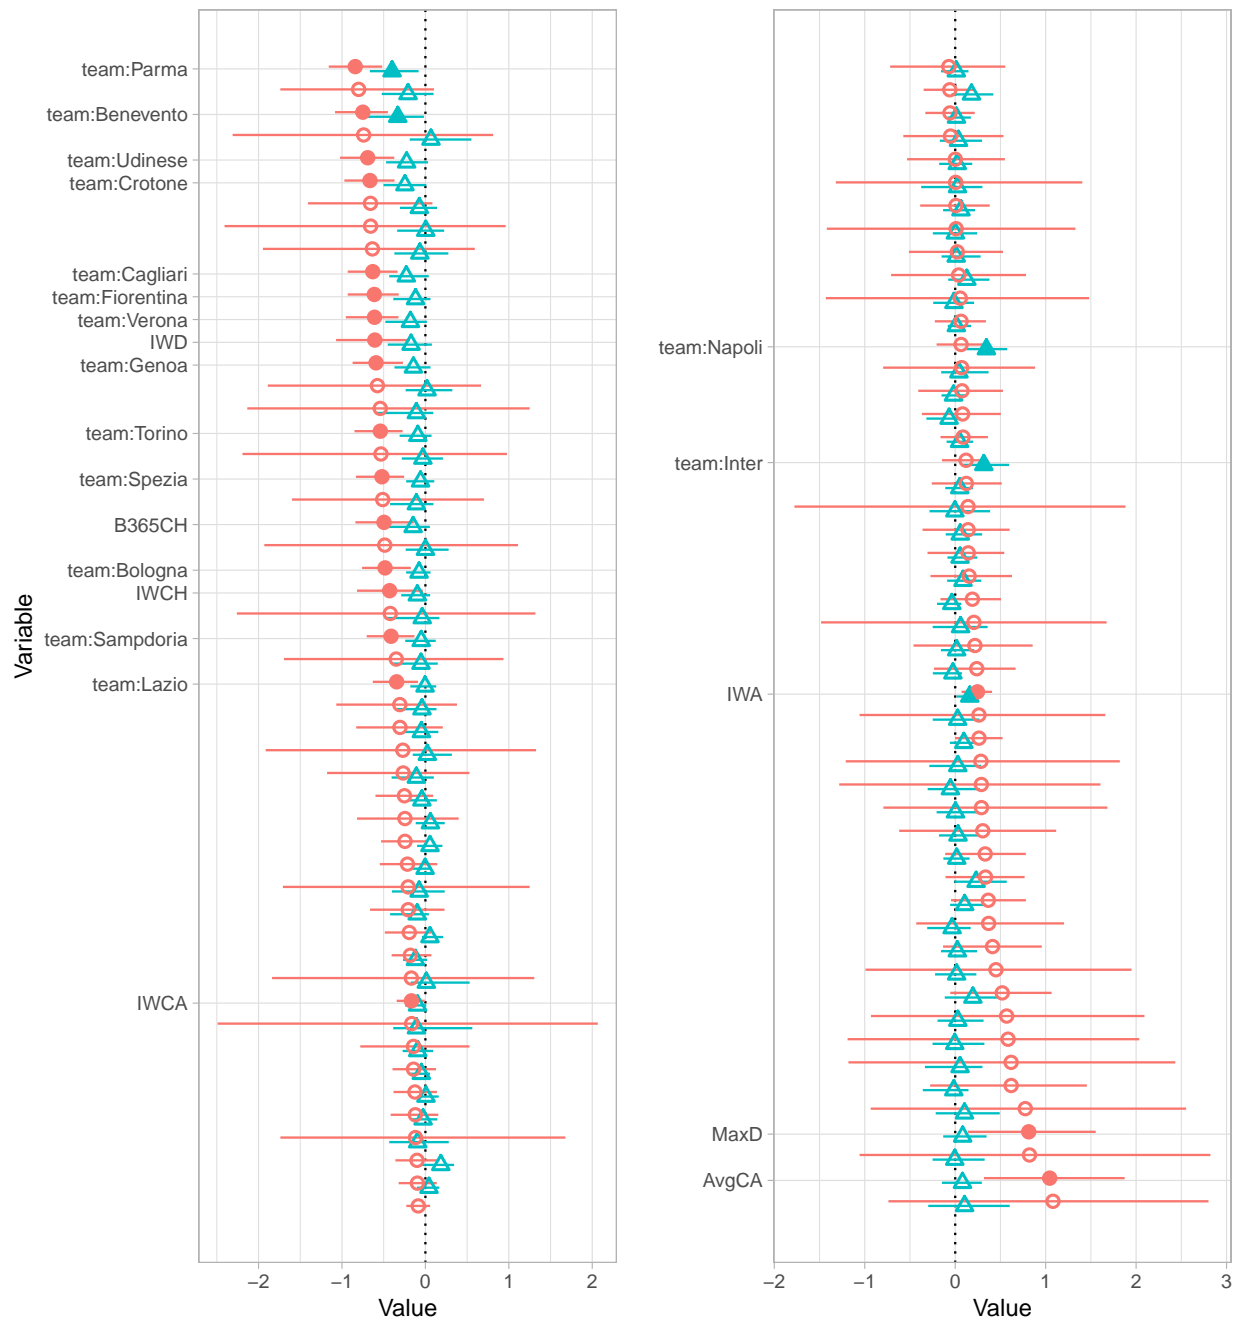 team:Parma
team:Benevento
team:Udinese
team:Crotone
team:Cagliari
team:Fiorentina
team:Verona
IWD
team:Genoa
team:Torino
team:Spezia
B365CH
team:Bologna
IWCH
team:Sampdoria
team:Lazio
IWCA
Variable
−2 −1 0 1 2
Value
team:Napoli
team:Inter
IWA
MaxD
AvgCA
−2 −1 0 1 2 3
Value